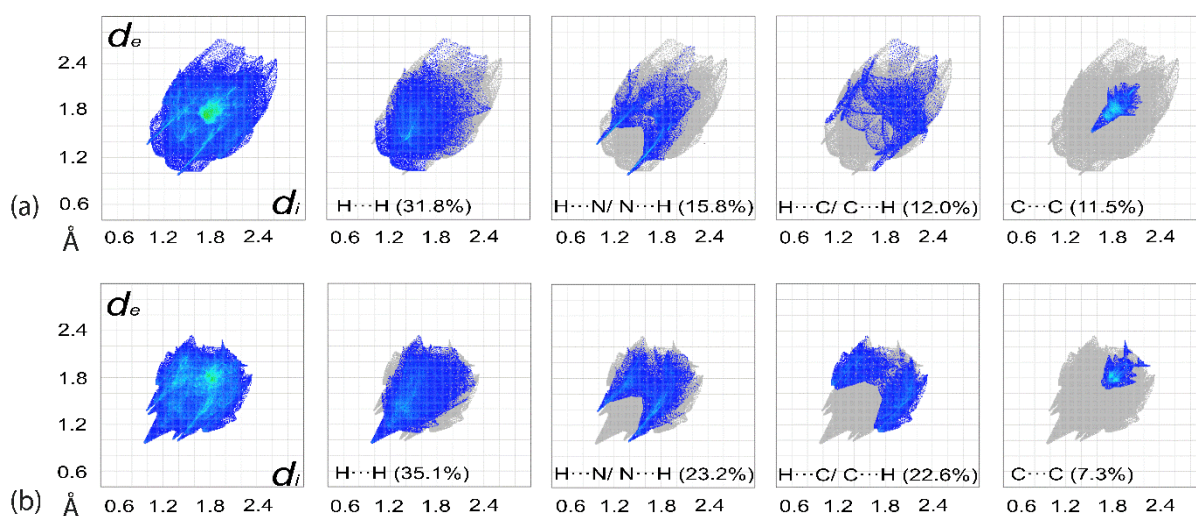 de
2.4
1.8
1.2
0.6
(a)
Å
di
H···H (31.8%)
H···N/ N···H (15.8%)
H···C/ C···H (12.0%)
C···C (11.5%)
0.6 1.2 1.8 2.4
0.6 1.2 1.8 2.4
0.6 1.2 1.8 2.4
0.6 1.2 1.8 2.4
0.6 1.2 1.8 2.4
de
2.4
1.8
1.2
0.6
(b)
Å
di
H···H (35.1%)
H···N/ N···H (23.2%)
H···C/ C···H (22.6%)
C···C (7.3%)
0.6 1.2 1.8 2.4
0.6 1.2 1.8 2.4
0.6 1.2 1.8 2.4
0.6 1.2 1.8 2.4
0.6 1.2 1.8 2.4